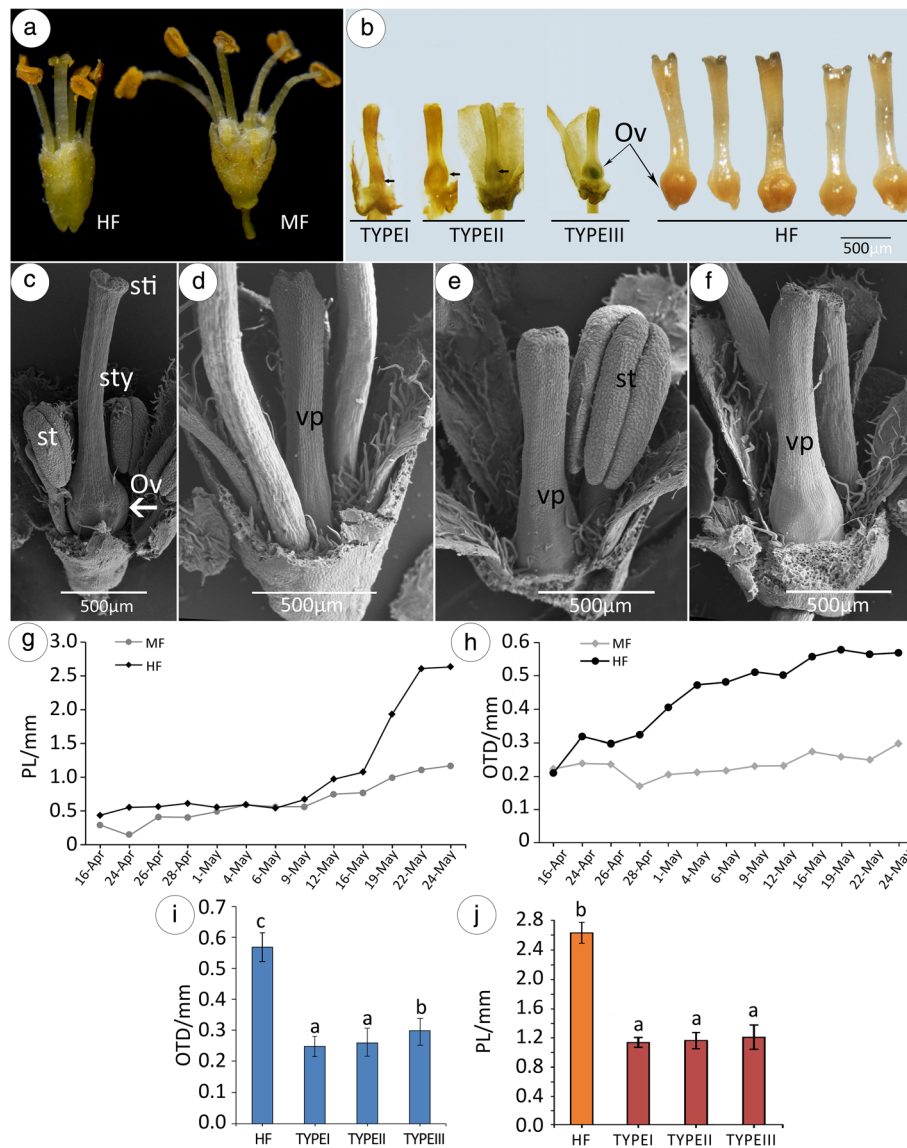 a
HF
MF
b
Ov
TYPEI
TYPEII
TYPEIII
HF
500μm
c
sti
sty
st
Ov
500μm
d
vp
500μm
e
st
vp
500μm
f
vp
500μm
g
MF
HF
PL/mm
3.0
2.5
2.0
1.5
1.0
0.5
0
16-Apr
24-Apr
26-Apr
28-Apr
1-May
4-May
6-May
9-May
12-May
16-May
19-May
22-May
24-May
h
MF
HF
OTD/mm
0.6
0.5
0.4
0.3
0.2
0.1
0
16-Apr
24-Apr
26-Apr
28-Apr
1-May
4-May
6-May
9-May
12-May
16-May
19-May
22-May
24-May
i
OTD/mm
0.7
0.6
0.5
0.4
0.3
0.2
0.1
0.0
c
a
a
b
HF
TYPEI
TYPEII
TYPEIII
j
PL/mm
2.8
2.4
2.0
1.6
1.2
2.8
0.4
0.0
b
a
a
a
HF
TYPEI
TYPEII
TYPEIII